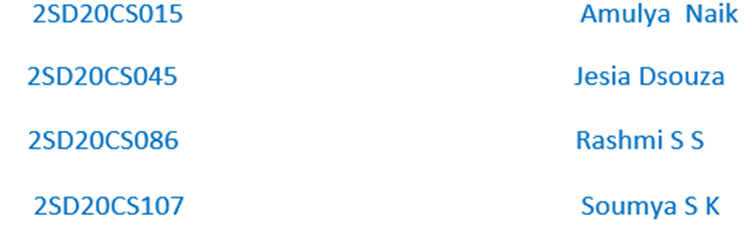 2SD20CS015 Amulya Naik
2SD20CS045 Jesia Dsouza
2SD20CS086 Rashmi S S
2SD20CS107 Soumya S K